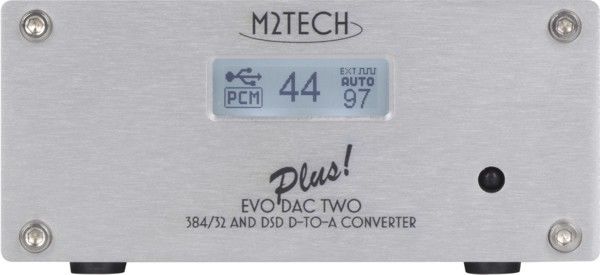 M2TECH
PCM
44
EXT
AUTO
97
Plus!
EVO DAC TWO
384/32 AND DSD D-TO-A CONVERTER